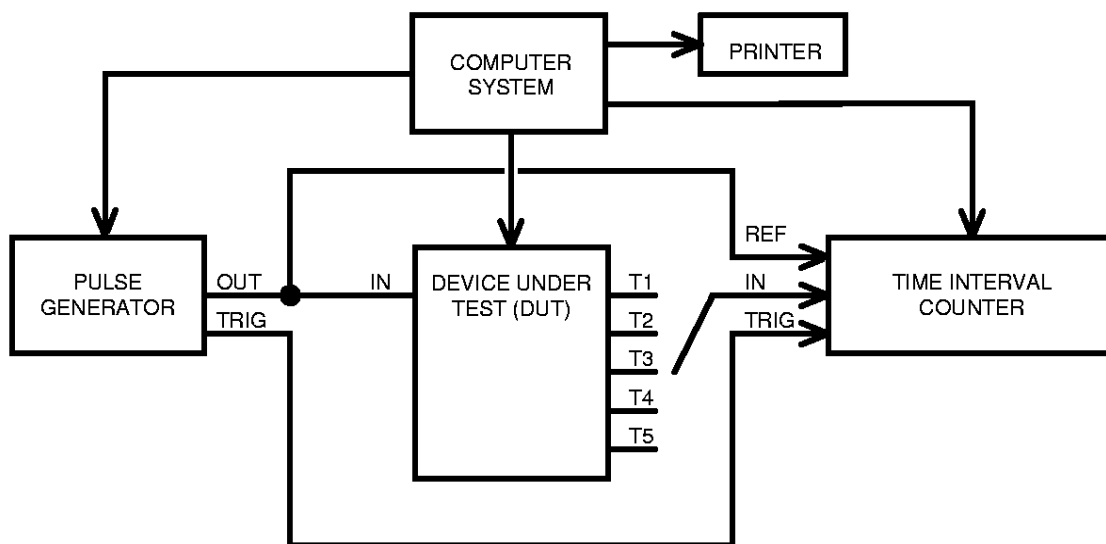 COMPUTER
SYSTEM
PRINTER
PULSE
GENERATOR
OUT
TRIG
IN
DEVICE UNDER
TEST (DUT)
T1
T2
T3
T4
T5
REF
IN
TRIG
TIME INTERVAL
COUNTER